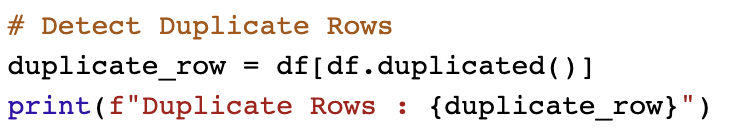 # Detect Duplicate Rows
duplicate_row = df[df.duplicated()]
print(f"Duplicate Rows : {duplicate_row}")